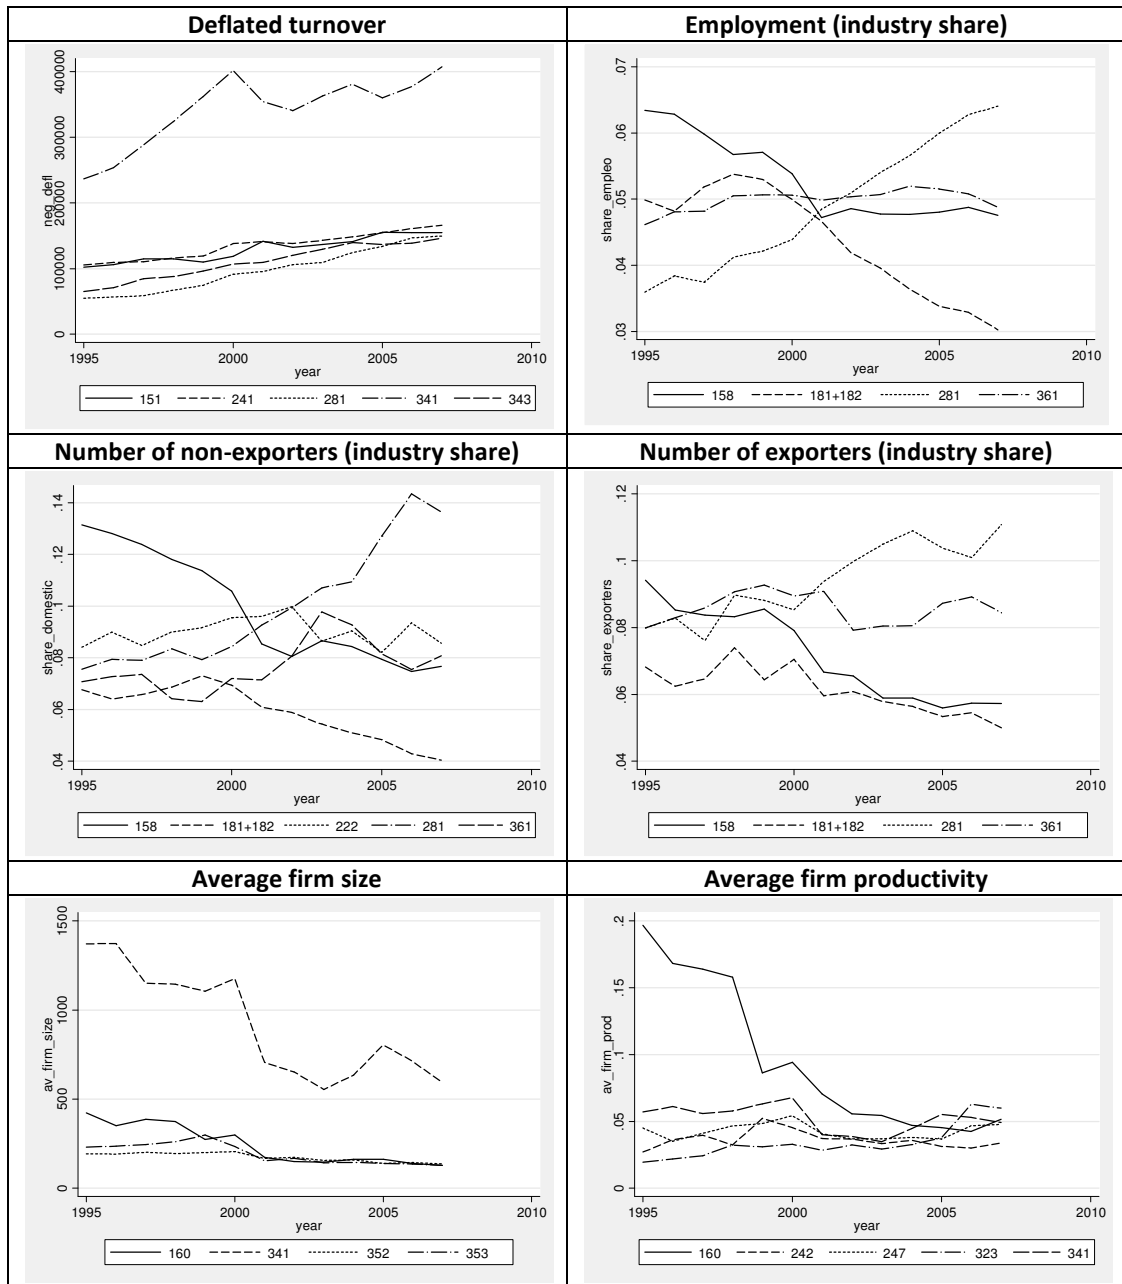 Deflated turnover
neg_defl
400000
300000
200000
100000
0
1995 2000 2005 2010
year
151 241 281 341 343
Employment (industry share)
share_empleo
.07
.06
.05
.04
.03
1995 2000 2005 2010
year
158 181+182 281 361
Number of non-exporters (industry share)
share_domestic
.14
.12
.1
.08
.06
.04
1995 2000 2005 2010
year
158 181+182 222 281 361
Number of exporters (industry share)
share_exporters
.12
.1
.08
.06
.04
1995 2000 2005 2010
year
158 181+182 281 361
Average firm size
av_firm_size
1500
1000
500
0
1995 2000 2005 2010
year
160 341 352 353
Average firm productivity
av_firm_prod
.2
.15
.1
.05
0
1995 2000 2005 2010
year
160 242 247 323 341